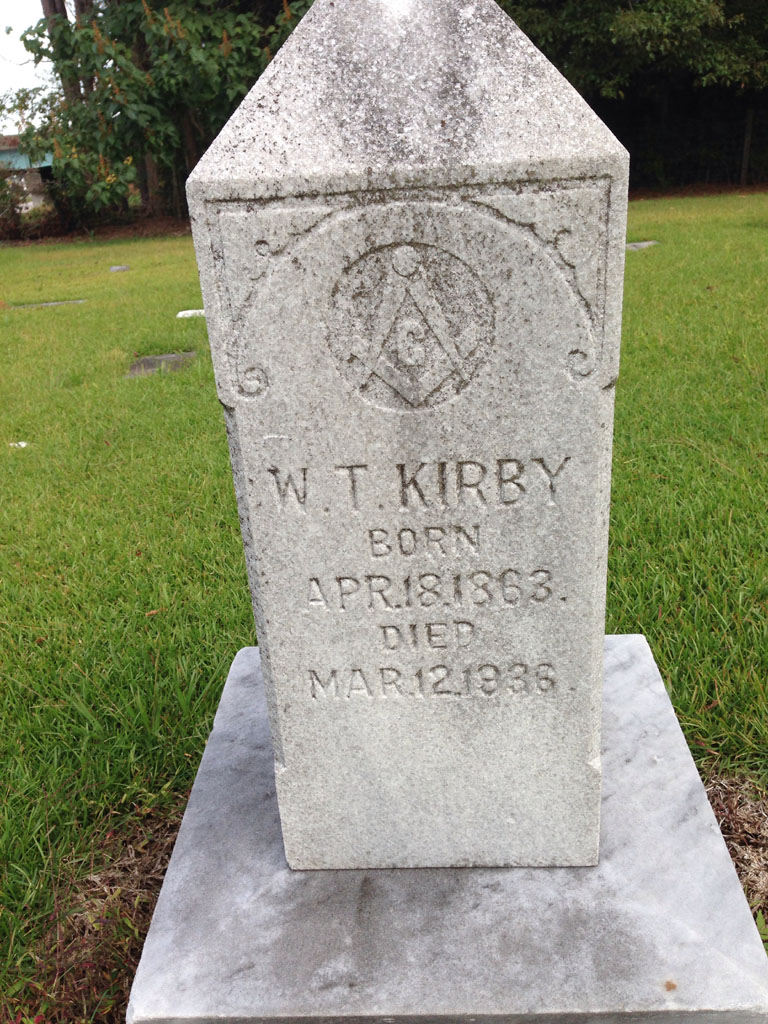 G
W. T. KIRBY
BORN
APR. 18. 1863.
DIED
MAR. 12. 1936.